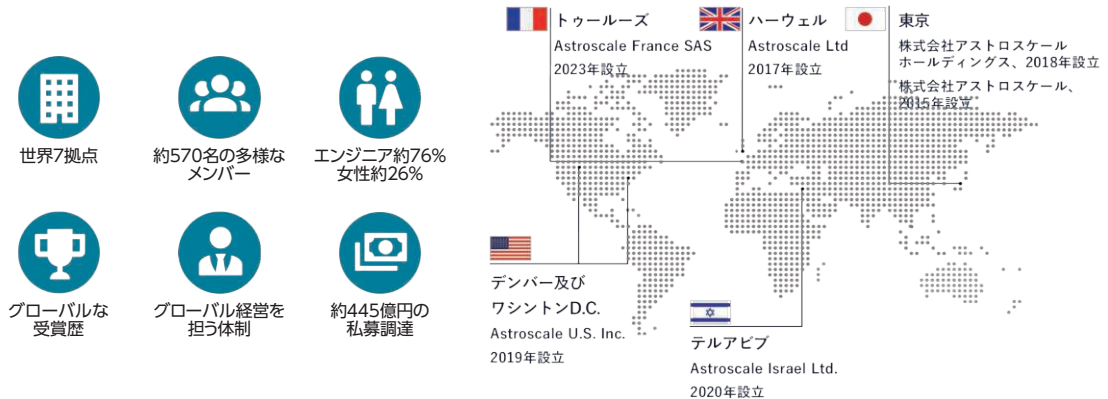 世界7拠点
約570名の多様な
メンバー
エンジニア約76%
女性約26%
グローバルな
受賞歴
グローバル経営を
担う体制
約445億円の
私募調達
トゥールーズ
Astroscale France SAS
2023年設立
ハーウェル
Astroscale Ltd
2017年設立
東京
株式会社アストロスケール
ホールディングス、2018年設立
株式会社アストロスケール、
2015年設立
デンバー及び
ワシントンD.C.
Astroscale U.S. Inc.
2019年設立
テルアビブ
Astroscale Israel Ltd.
2020年設立